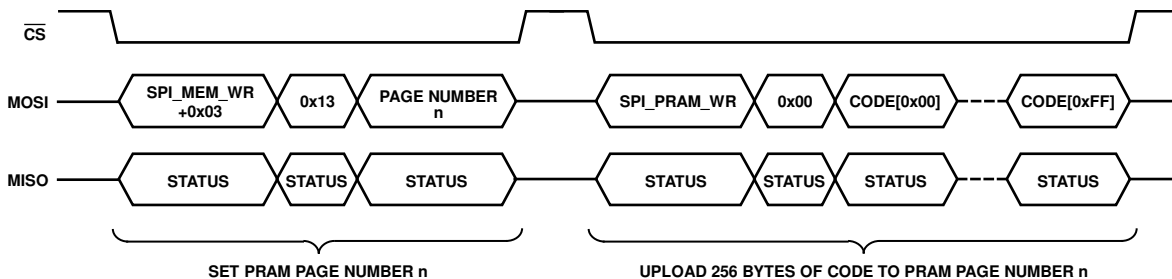 CS
MOSI
SPI_MEM_WR
+0x03
0x13
PAGE NUMBER
n
SPI_PRAM_WR
0x00
CODE[0x00]
CODE[0xFF]
MISO
STATUS
STATUS
STATUS
STATUS
STATUS
STATUS
STATUS
SET PRAM PAGE NUMBER n
UPLOAD 256 BYTES OF CODE TO PRAM PAGE NUMBER n